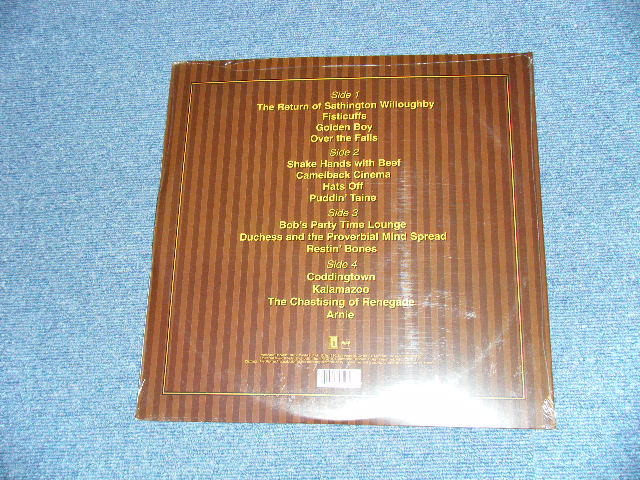 Side 1
The Return of Sathington Willoughby
Fisticuffs
Golden Boy
Over the Falls
Side 2
Shake Hands with Beef
Camelback Cinema
Hats Off
Puddin' Taine
Side 3
Bob's Party Time Lounge
Duchess and the Proverbial Mind Spread
Restin' Bones
Side 4
Coddingtown
Kalamazoo
The Chastising of Renegade
Arnie